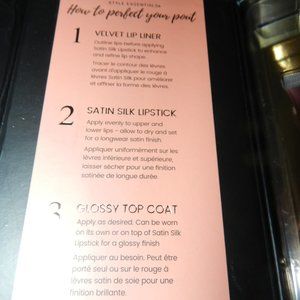 STYLE ESSENTIALS
How to perfect your pout
1 VELVET LIP LINER
Outline lips before applying
Satin Silk Lipstick to enhance
and refine lip shape.
Tracer le contour des lèvres
avant d'appliquer le rouge à
lèvres Satin Silk pour améliorer
et affiner la forme des lèvres.
2 SATIN SILK LIPSTICK
Apply evenly to upper and
lower lips - allow to dry and set
for a longwear satin finish.
Appliquer uniformément sur les
lèvres inférieure et supérieure,
laisser sécher pour une finition
satinée de longue durée.
3 GLOSSY TOP COAT
Apply as desired. Can be worn
on its own or on top of Satin Silk
Lipstick for a glossy finish
Appliquer au besoin. Peut être
porté seul ou sur le rouge à
lèvres satin de soie pour une
finition brillante.